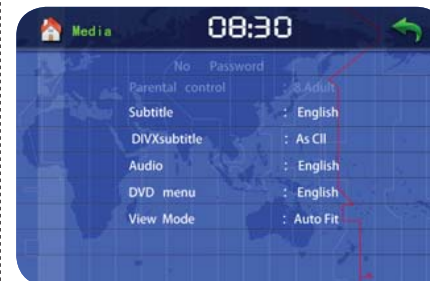 Media 08:30
No Password
Parental control : 8.Adult
Subtitle : English
DIVXsubtitle : As CII
Audio : English
DVD menu : English
View Mode : Auto Fit